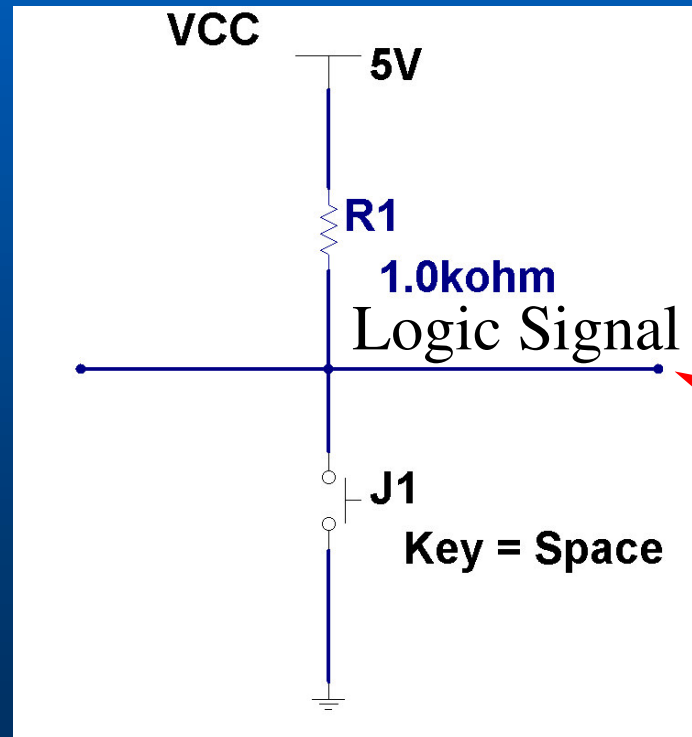 VCC
5V
R1
1.0kohm
Logic Signal
J1
Key = Space